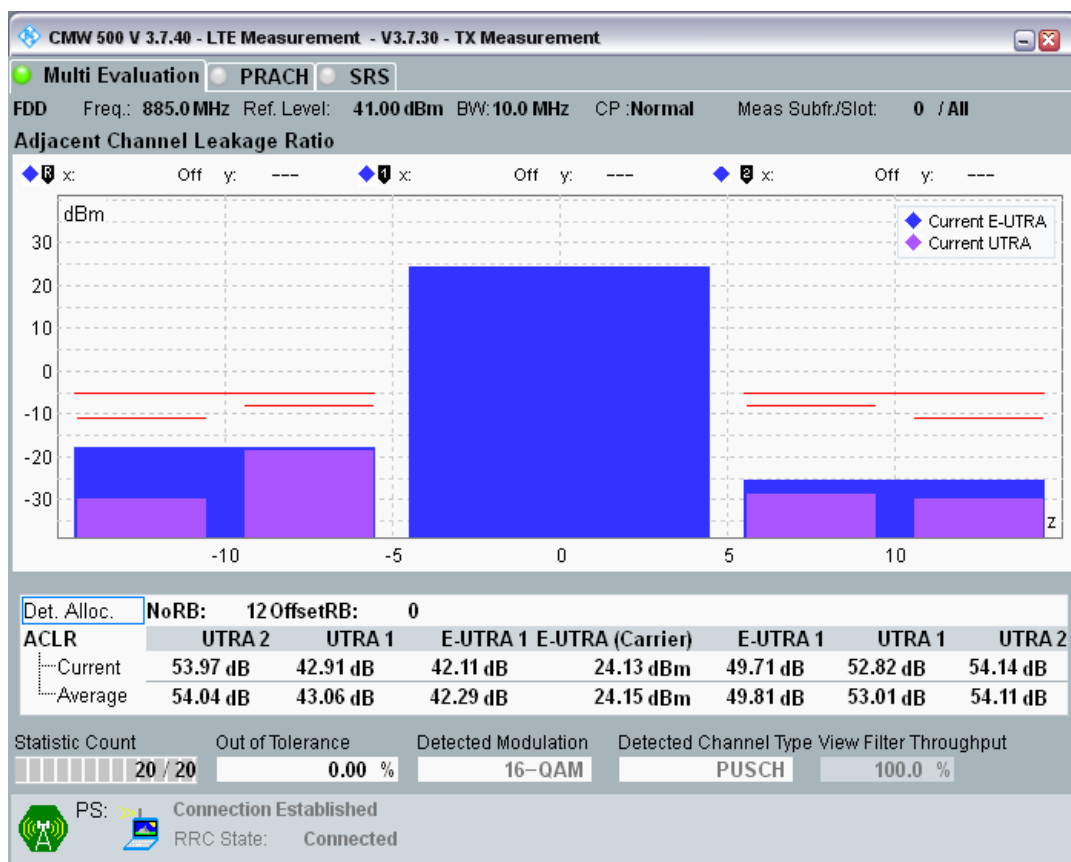 CMW 500 V 3.7.40 - LTE Measurement - V3.7.30 - TX Measurement
Multi Evaluation PRACH SRS
FDD Freq.: 885.0 MHz Ref. Level: 41.00 dBm BW: 10.0 MHz CP :Normal Meas Subfr./Slot: 0 / All
Adjacent Channel Leakage Ratio
R x: Off y: --- 1 x: Off y: --- 2 x: Off y: ---
dBm
Current E-UTRA
Current UTRA
30
20
10
0
-10
-20
-30
z
-10 -5 0 5 10
Det. Alloc. NoRB: 12 OffsetRB: 0
ACLR UTRA 2 UTRA 1 E-UTRA 1 E-UTRA (Carrier) E-UTRA 1 UTRA 1 UTRA 2
Current 53.97 dB 42.91 dB 42.11 dB 24.13 dBm 49.71 dB 52.82 dB 54.14 dB
Average 54.04 dB 43.06 dB 42.29 dB 24.15 dBm 49.81 dB 53.01 dB 54.11 dB
Statistic Count Out of Tolerance Detected Modulation Detected Channel Type View Filter Throughput
20 / 20 0.00 % 16-QAM PUSCH 100.0 %
PS: Connection Established
RRC State: Connected